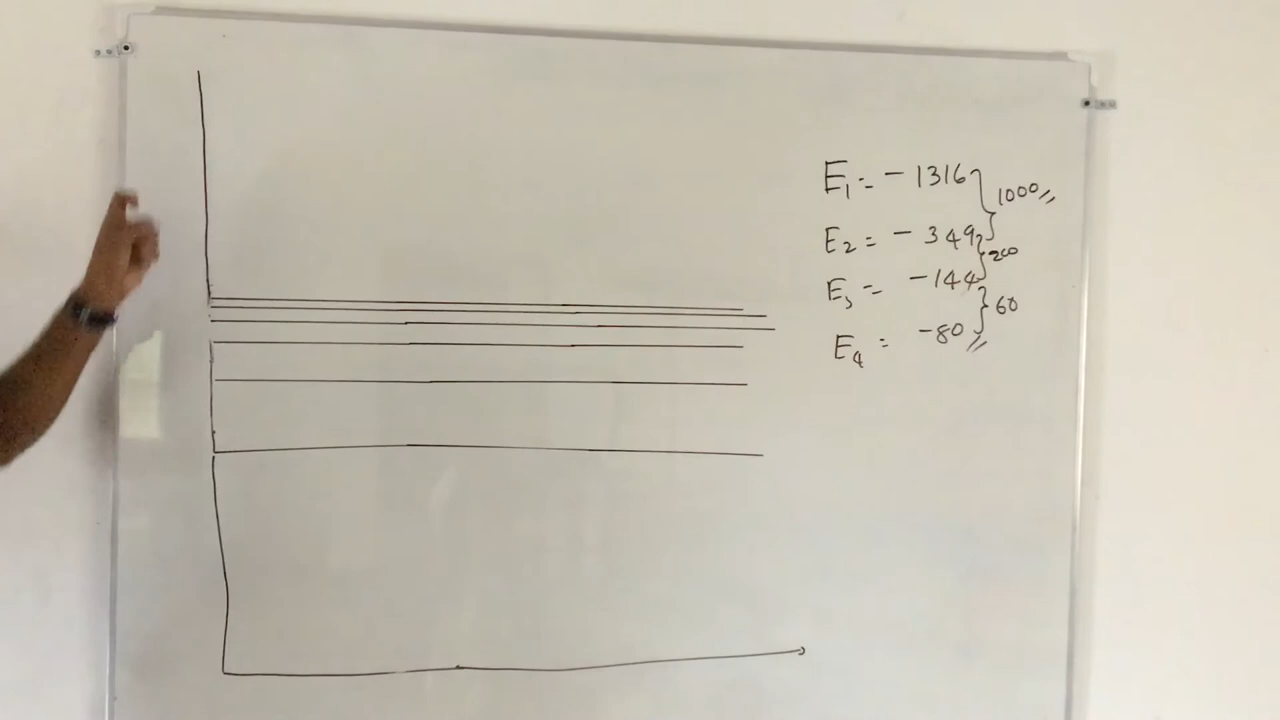 E₁ = - 1316
1000
E₂ = - 349
200
E₃ = - 144
60
E₄ = -80